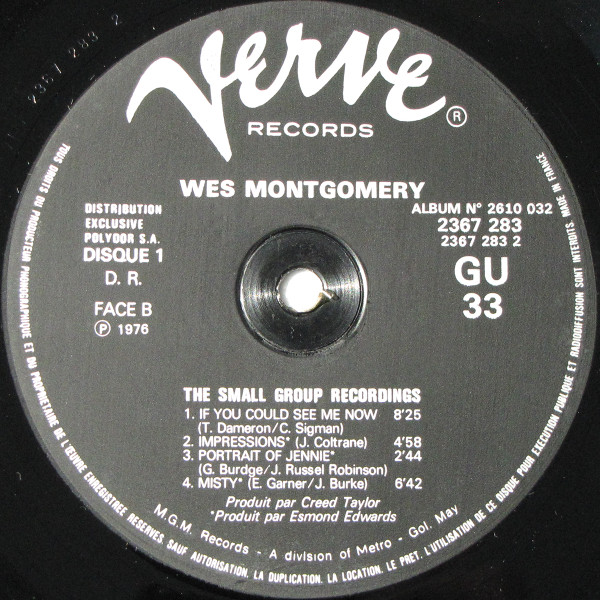 2367 283 2
Verve
®
RECORDS
WES MONTGOMERY
DISTRIBUTION
EXCLUSIVE
POLYDOR S.A.
DISQUE 1
D. R.
FACE B
℗ 1976
ALBUM N° 2610 032
2367 283
2367 283 2
GU
33
THE SMALL GROUP RECORDINGS
1. IF YOU COULD SEE ME NOW 8'25
(T. Dameron/C. Sigman)
2. IMPRESSIONS* (J. Coltrane) 4'58
3. PORTRAIT OF JENNIE* 2'44
(G. Burdge/J. Russel Robinson)
4. MISTY* (E. Garner/J. Burke) 6'42
Produit par Creed Taylor
*Produit par Esmond Edwards
M.G.M. Records - A division of Metro - Gol. May
TOUS DROITS DU PRODUCTEUR PHONOGRAPHIQUE ET DU PROPRIETAIRE DE L'ŒUVRE ENREGISTREE RESERVES. SAUF AUTORISATION. LA DUPLICATION. LA LOCATION. LE PRET. L'UTILISATION DE CE DISQUE POUR EXECUTION PUBLIQUE ET RADIODIFFUSION SONT INTERDITS. MADE IN FRANCE